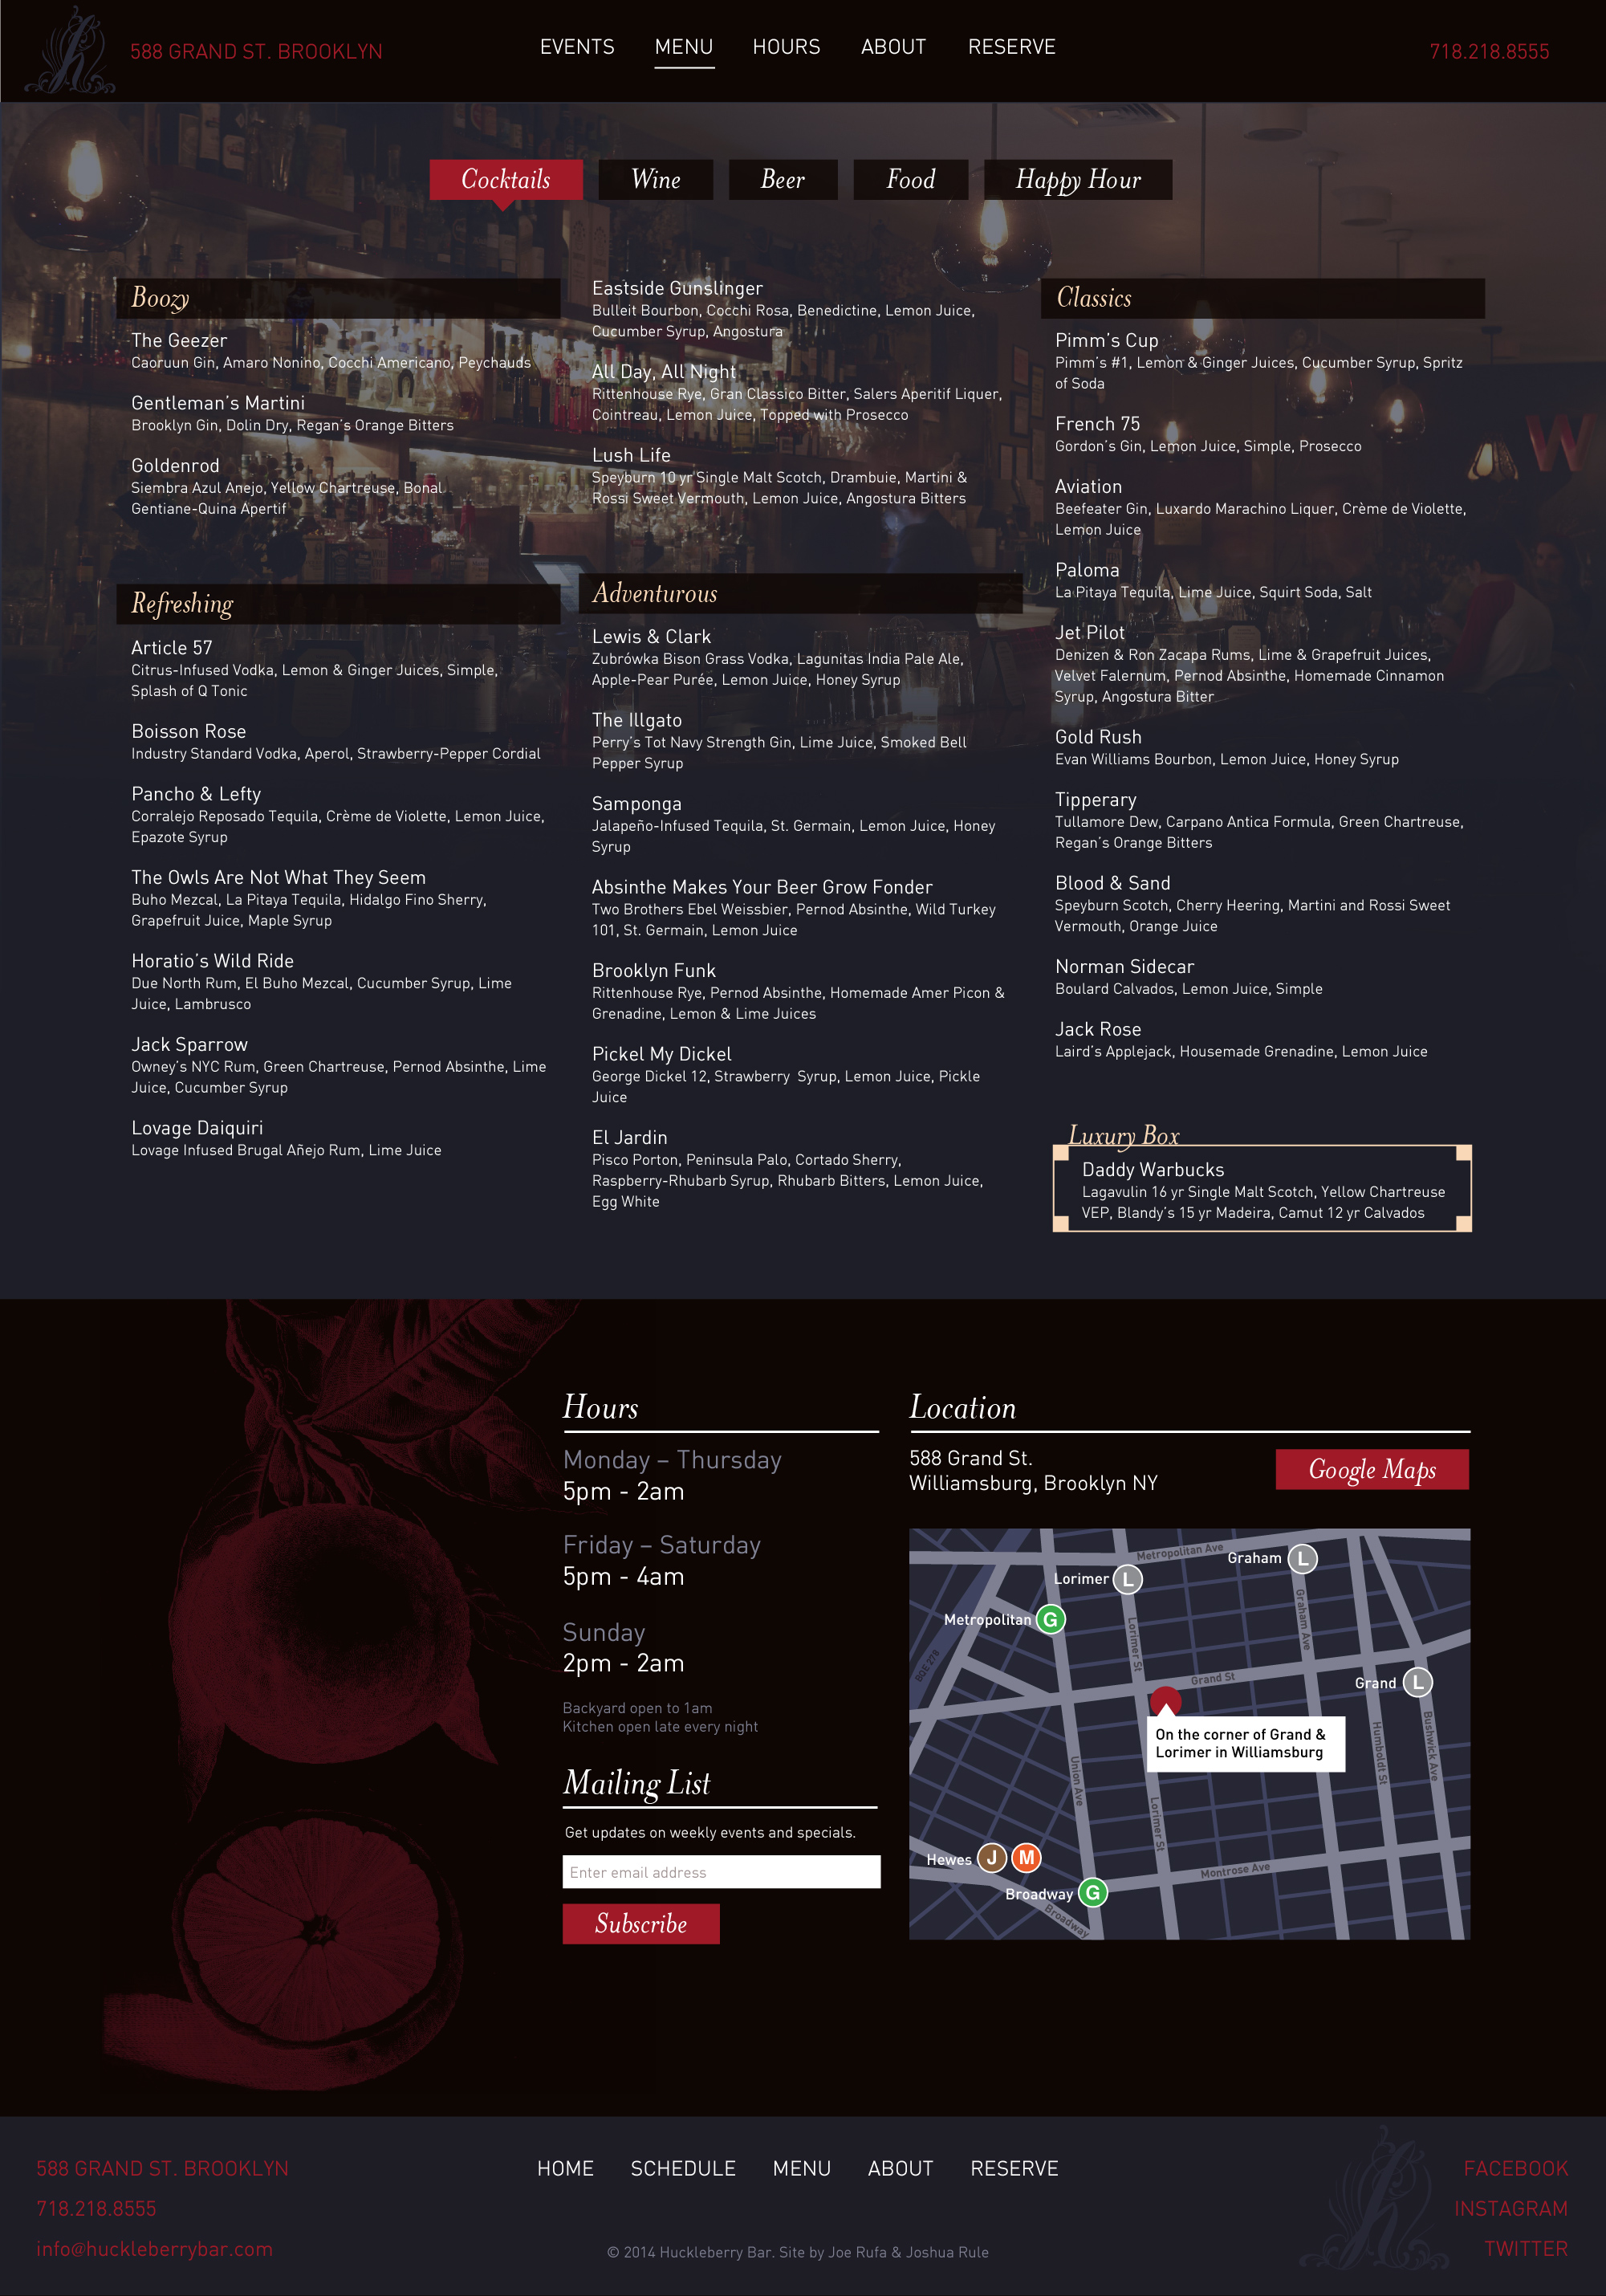 588 GRAND ST. BROOKLYN
EVENTS
MENU
HOURS
ABOUT
RESERVE
718.218.8555
Cocktails
Wine
Beer
Food
Happy Hour
Boozy
The Geezer
Caoruun Gin, Amaro Nonino, Cocchi Americano, Peychauds
Gentleman's Martini
Brooklyn Gin, Dolin Dry, Regan's Orange Bitters
Goldenrod
Siembra Azul Anejo, Yellow Chartreuse, Bonal
Gentiane-Quina Apertif
Refreshing
Article 57
Citrus-Infused Vodka, Lemon & Ginger Juices, Simple,
Splash of Q Tonic
Boisson Rose
Industry Standard Vodka, Aperol, Strawberry-Pepper Cordial
Pancho & Lefty
Corralejo Reposado Tequila, Crème de Violette, Lemon Juice,
Epazote Syrup
The Owls Are Not What They Seem
Buho Mezcal, La Pitaya Tequila, Hidalgo Fino Sherry,
Grapefruit Juice, Maple Syrup
Horatio's Wild Ride
Due North Rum, El Buho Mezcal, Cucumber Syrup, Lime
Juice, Lambrusco
Jack Sparrow
Owney's NYC Rum, Green Chartreuse, Pernod Absinthe, Lime
Juice, Cucumber Syrup
Lovage Daiquiri
Lovage Infused Brugal Añejo Rum, Lime Juice
Eastside Gunslinger
Bulleit Bourbon, Cocchi Rosa, Benedictine, Lemon Juice,
Cucumber Syrup, Angostura
All Day, All Night
Rittenhouse Rye, Gran Classico Bitter, Salers Aperitif Liquer,
Cointreau, Lemon Juice, Topped with Prosecco
Lush Life
Speyburn 10 yr Single Malt Scotch, Drambuie, Martini &
Rossi Sweet Vermouth, Lemon Juice, Angostura Bitters
Adventurous
Lewis & Clark
Zubrówka Bison Grass Vodka, Lagunitas India Pale Ale,
Apple-Pear Purée, Lemon Juice, Honey Syrup
The Illgato
Perry's Tot Navy Strength Gin, Lime Juice, Smoked Bell
Pepper Syrup
Samponga
Jalapeño-Infused Tequila, St. Germain, Lemon Juice, Honey
Syrup
Absinthe Makes Your Beer Grow Fonder
Two Brothers Ebel Weissbier, Pernod Absinthe, Wild Turkey
101, St. Germain, Lemon Juice
Brooklyn Funk
Rittenhouse Rye, Pernod Absinthe, Homemade Amer Picon &
Grenadine, Lemon & Lime Juices
Pickel My Dickel
George Dickel 12, Strawberry  Syrup, Lemon Juice, Pickle
Juice
El Jardin
Pisco Porton, Peninsula Palo, Cortado Sherry,
Raspberry-Rhubarb Syrup, Rhubarb Bitters, Lemon Juice,
Egg White
Classics
Pimm's Cup
Pimm's #1, Lemon & Ginger Juices, Cucumber Syrup, Spritz
of Soda
French 75
Gordon's Gin, Lemon Juice, Simple, Prosecco
Aviation
Beefeater Gin, Luxardo Marachino Liquer, Crème de Violette,
Lemon Juice
Paloma
La Pitaya Tequila, Lime Juice, Squirt Soda, Salt
Jet Pilot
Denizen & Ron Zacapa Rums, Lime & Grapefruit Juices,
Velvet Falernum, Pernod Absinthe, Homemade Cinnamon
Syrup, Angostura Bitter
Gold Rush
Evan Williams Bourbon, Lemon Juice, Honey Syrup
Tipperary
Tullamore Dew, Carpano Antica Formula, Green Chartreuse,
Regan's Orange Bitters
Blood & Sand
Speyburn Scotch, Cherry Heering, Martini and Rossi Sweet
Vermouth, Orange Juice
Norman Sidecar
Boulard Calvados, Lemon Juice, Simple
Jack Rose
Laird's Applejack, Housemade Grenadine, Lemon Juice
Luxury Box
Daddy Warbucks
Lagavulin 16 yr Single Malt Scotch, Yellow Chartreuse
VEP, Blandy's 15 yr Madeira, Camut 12 yr Calvados
W
Hours
Monday – Thursday
5pm - 2am
Friday – Saturday
5pm - 4am
Sunday
2pm - 2am
Backyard open to 1am
Kitchen open late every night
Mailing List
Get updates on weekly events and specials.
Enter email address
Subscribe
Location
588 Grand St.
Williamsburg, Brooklyn NY
Google Maps
Metropolitan Ave
Graham L
Lorimer L
Metropolitan G
Graham Ave
Lorimer St
BQE 278
Grand St
Grand L
On the corner of Grand &
Lorimer in Williamsburg
Union Ave
Humboldt St
Bushwick Ave
Lorimer St
Hewes J M
Montrose Ave
Broadway G
Broadway
588 GRAND ST. BROOKLYN
718.218.8555
info@huckleberrybar.com
HOME
SCHEDULE
MENU
ABOUT
RESERVE
© 2014 Huckleberry Bar. Site by Joe Rufa & Joshua Rule
FACEBOOK
INSTAGRAM
TWITTER